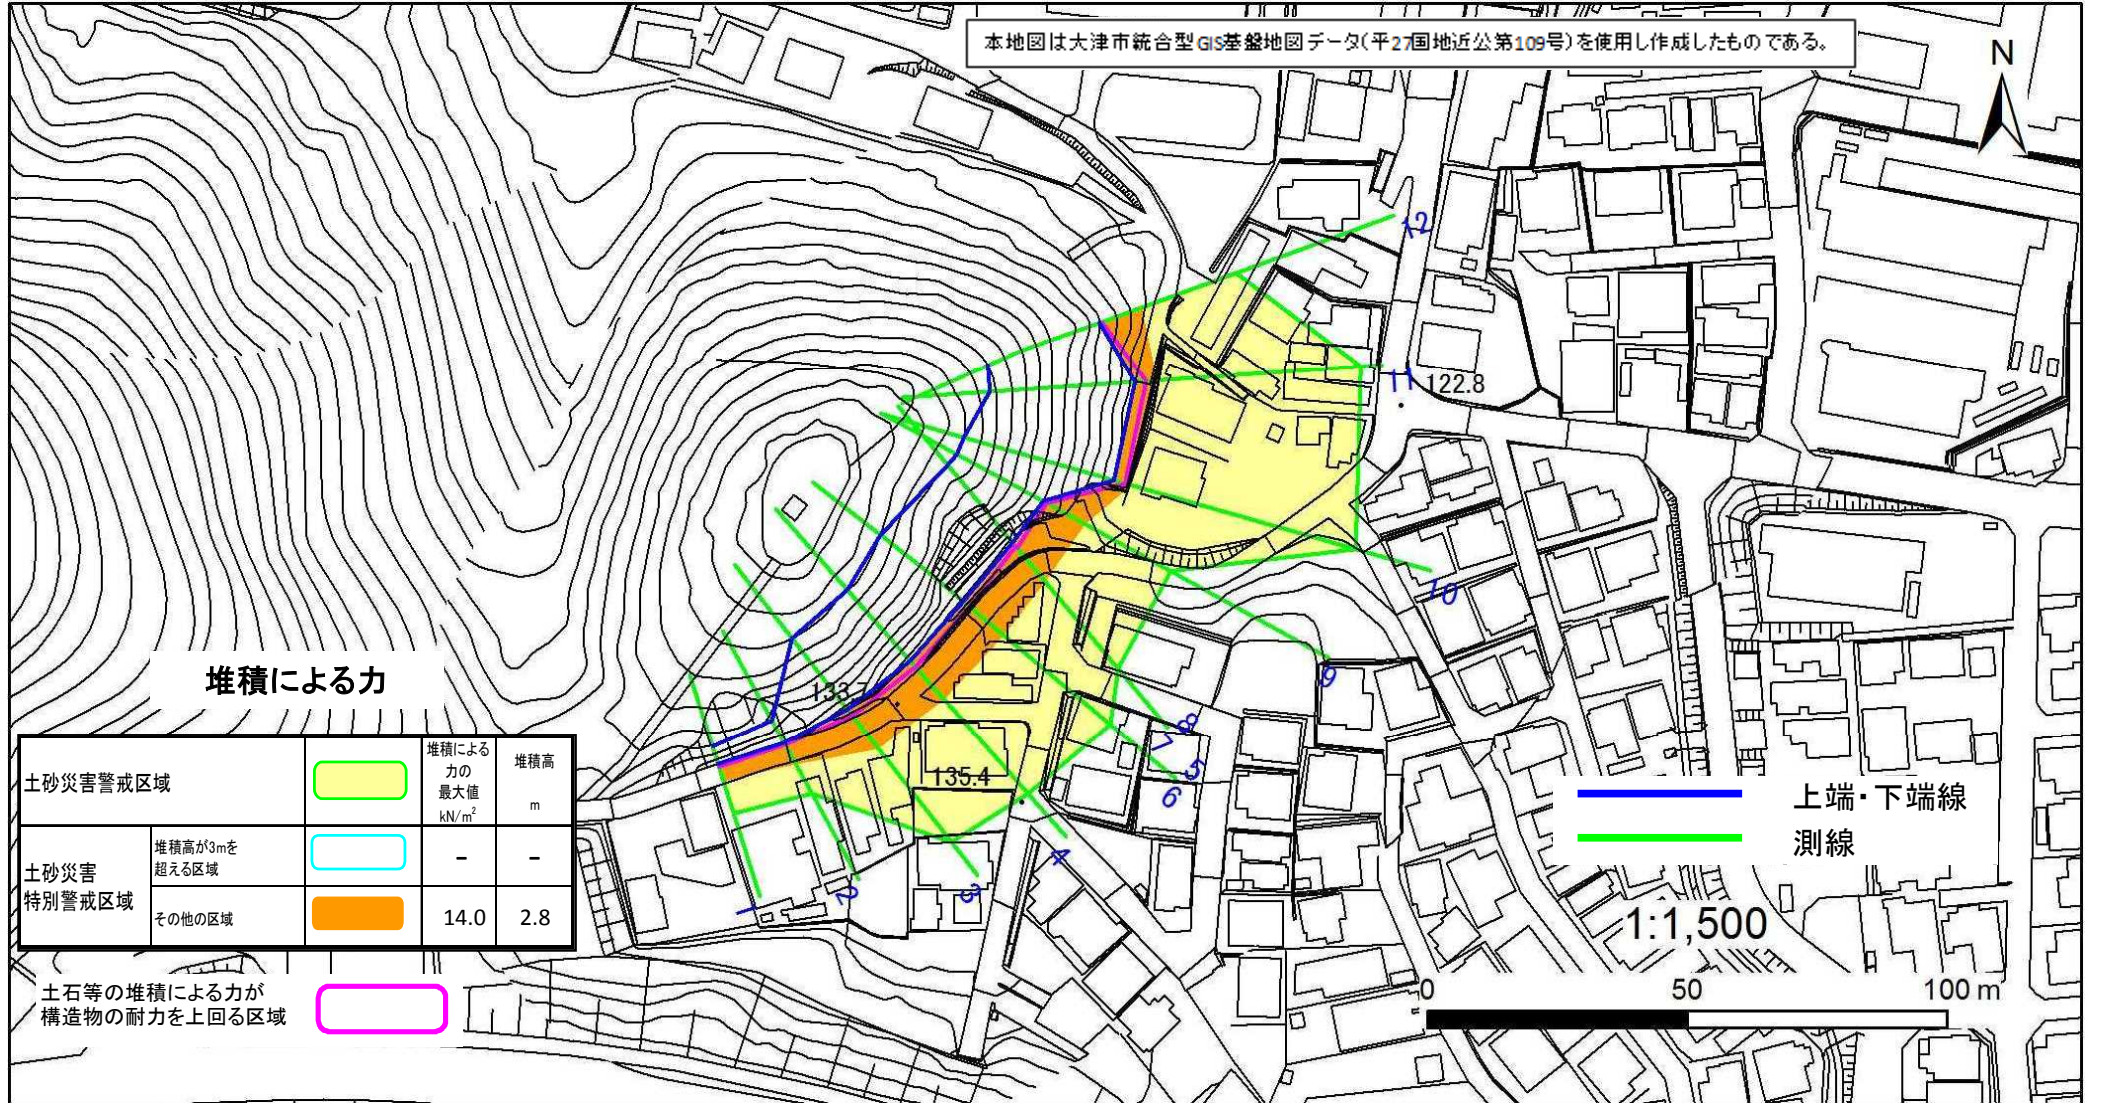 本地図は大津市統合型GIS基盤地図データ(平27国地近公第109号)を使用し作成したものである。
N
12
11
122.8
10
9
8
7
5
6
4
3
2
1
133.7
135.4
堆積による力
土砂災害警戒区域
堆積による
力の
最大値
kN/m²
堆積高
m
土砂災害
特別警戒区域
堆積高が3mを
超える区域
-
-
その他の区域
14.0
2.8
土石等の堆積による力が
構造物の耐力を上回る区域
上端・下端線
測線
1:1,500
0 50 100 m